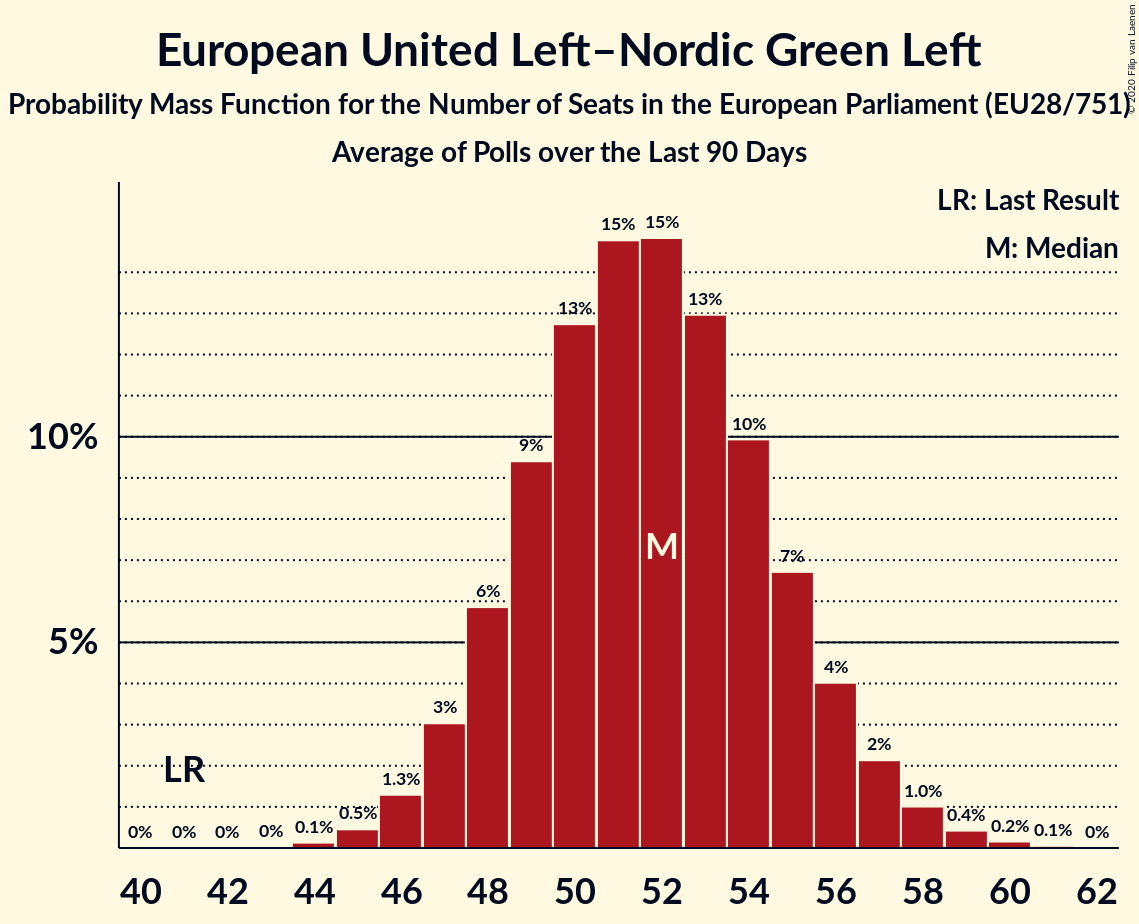 European United Left–Nordic Green Left
Probability Mass Function for the Number of Seats in the European Parliament (EU28/751)
Average of Polls over the Last 90 Days
© 2020 Filip van Laenen
LR: Last Result
M: Median
15% 15%
13% 13%
10% 10%
9%
M
7%
6%
5%
4%
3%
2%
LR
1.3% 1.0%
0% 0% 0% 0% 0.1% 0.5% 0.4% 0.2% 0.1% 0%
40 42 44 46 48 50 52 54 56 58 60 62